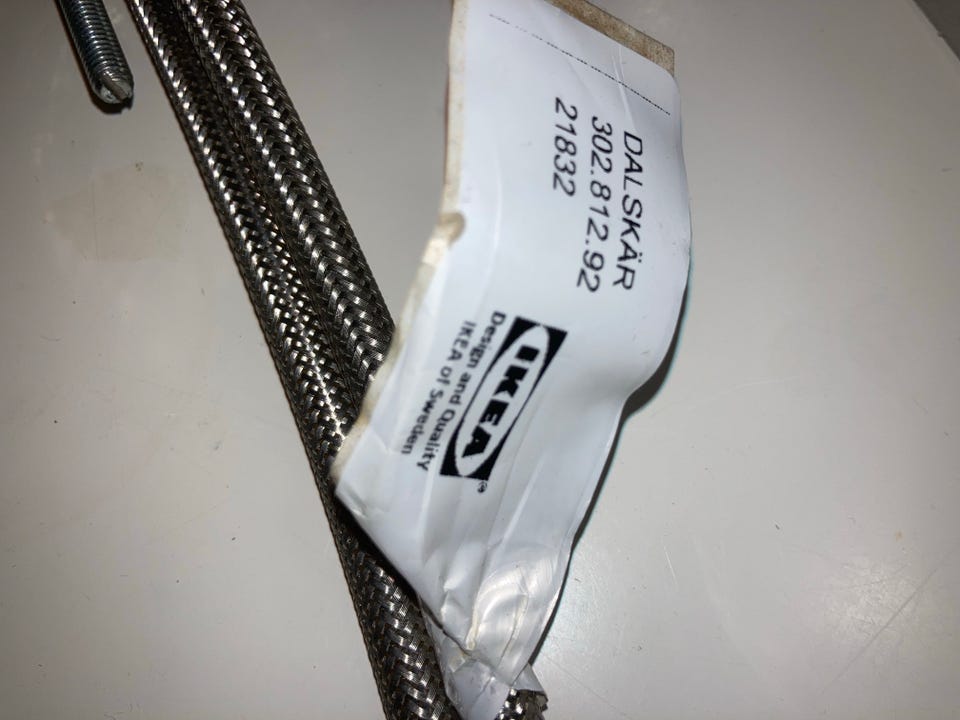 DALSKÄR
302.812.92
21832
IKEA®
Design and Quality
IKEA of Sweden